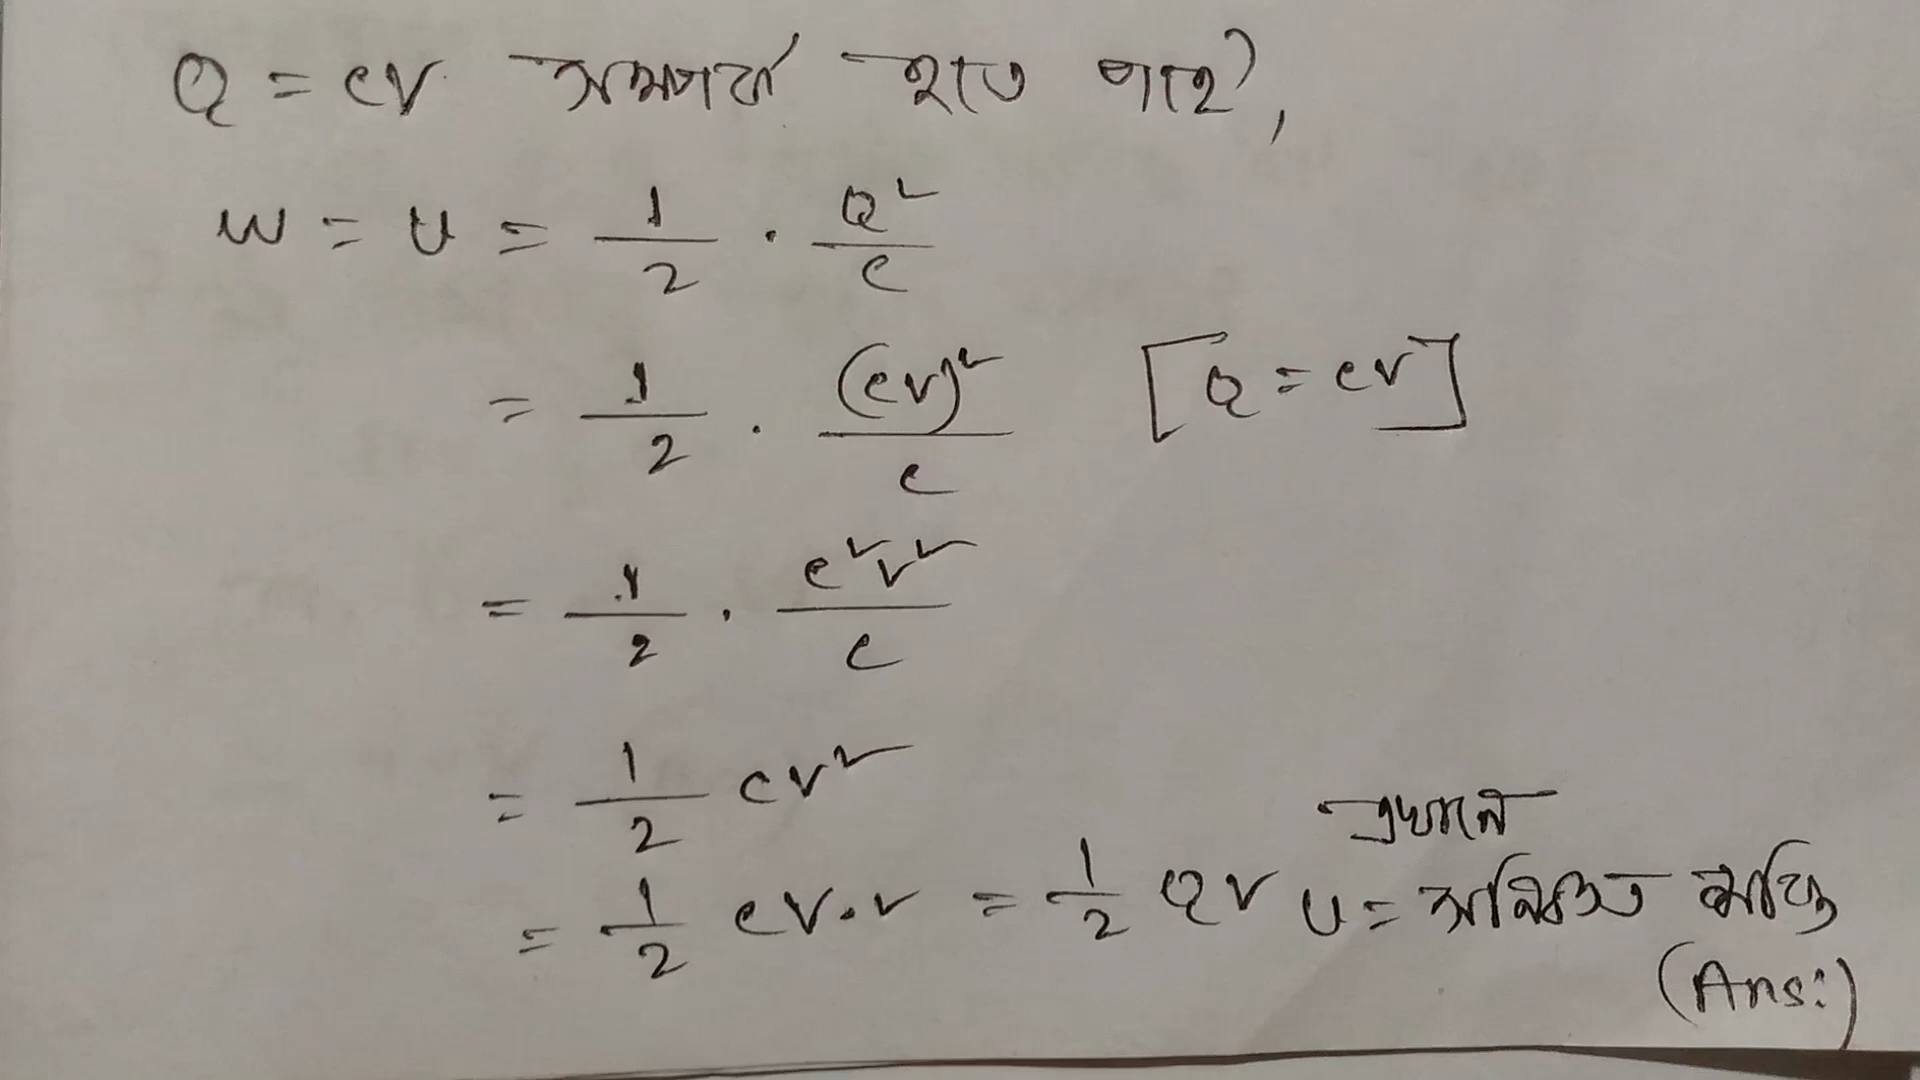 Q = cv সম্পর্ক হতে পাই,
W = U = 1/2 · Q²/c
= 1/2 · (cv)²/c [Q = cv]
= 1/2 · c²v²/c
= 1/2 cv²
= 1/2 cv·v = 1/2 Qv
এখানে
U = সঞ্চিত শক্তি
(Ans:)